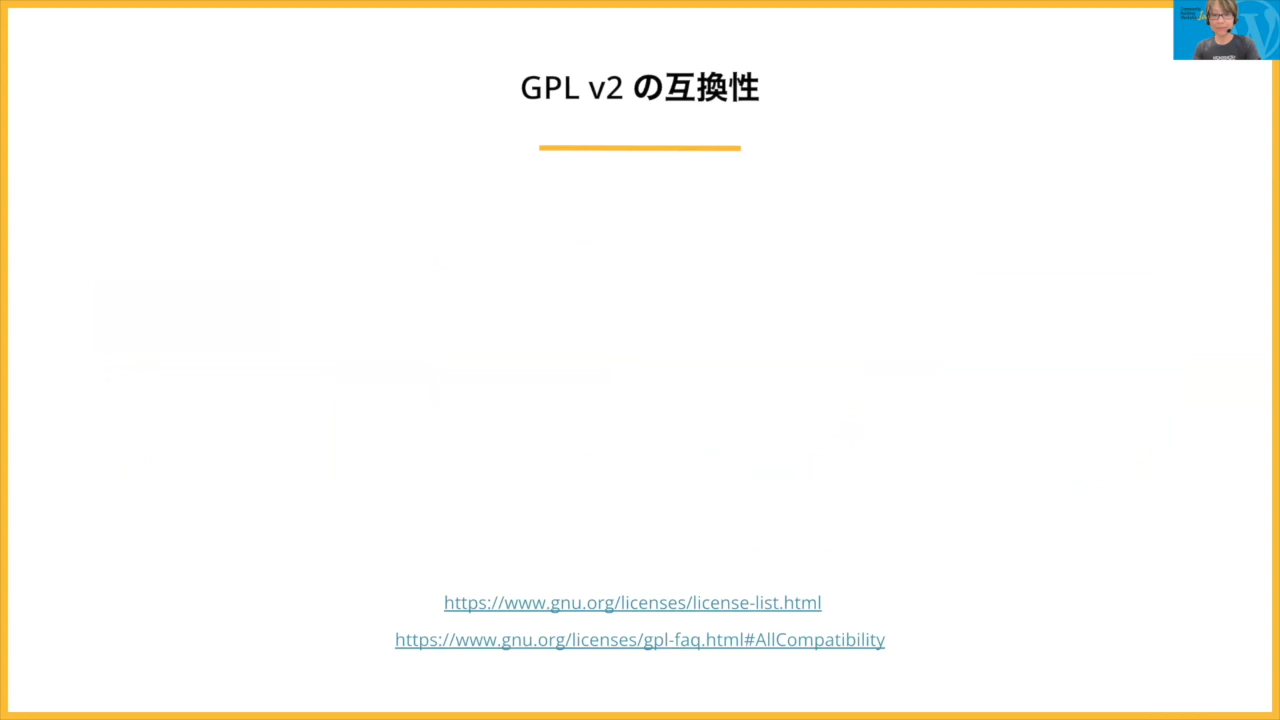 GPL v2 の互換性
https://www.gnu.org/licenses/license-list.html
https://www.gnu.org/licenses/gpl-faq.html#AllCompatibility